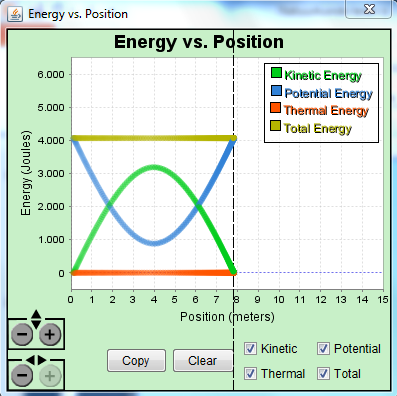 Energy vs. Position
Energy vs. Position
Kinetic Energy
Potential Energy
Thermal Energy
Total Energy
6.000
5.000
4.000
3.000
2.000
1.000
0
Energy (Joules)
0 1 2 3 4 5 6 7 8 9 10 11 12 13 14 15
Position (meters)
Copy Clear
Kinetic Potential
Thermal Total